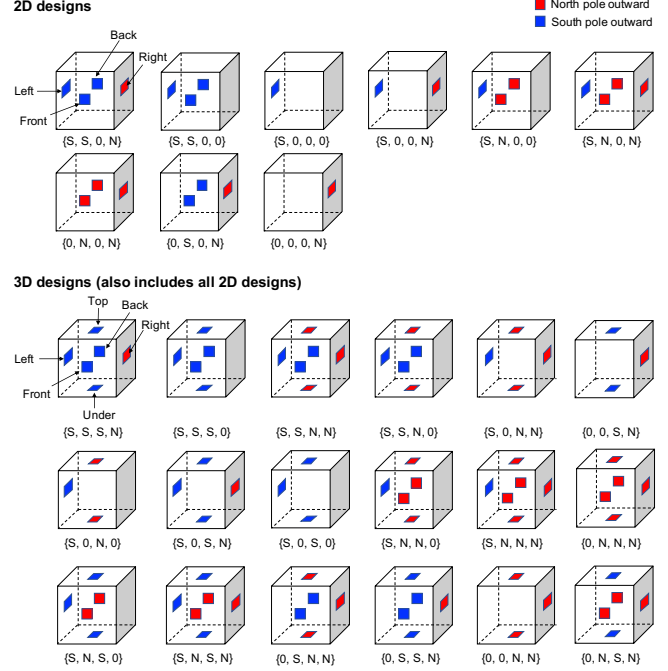 2D designs
North pole outward
South pole outward
Back
Right
Left
Front
{S, S, 0, N} {S, S, 0, 0} {S, 0, 0, 0} {S, 0, 0, N} {S, N, 0, 0} {S, N, 0, N}
{0, N, 0, N} {0, S, 0, N} {0, 0, 0, N}
3D designs (also includes all 2D designs)
Top
Back
Right
Left
Front
Under
{S, S, S, N} {S, S, S, 0} {S, S, N, N} {S, S, N, 0} {S, 0, N, N} {0, 0, S, N}
{S, 0, N, 0} {S, 0, S, N} {S, 0, S, 0} {S, N, N, 0} {S, N, N, N} {0, N, N, N}
{S, N, S, 0} {S, N, S, N} {0, S, N, N} {0, S, S, N} {0, 0, N, N} {0, N, S, N}